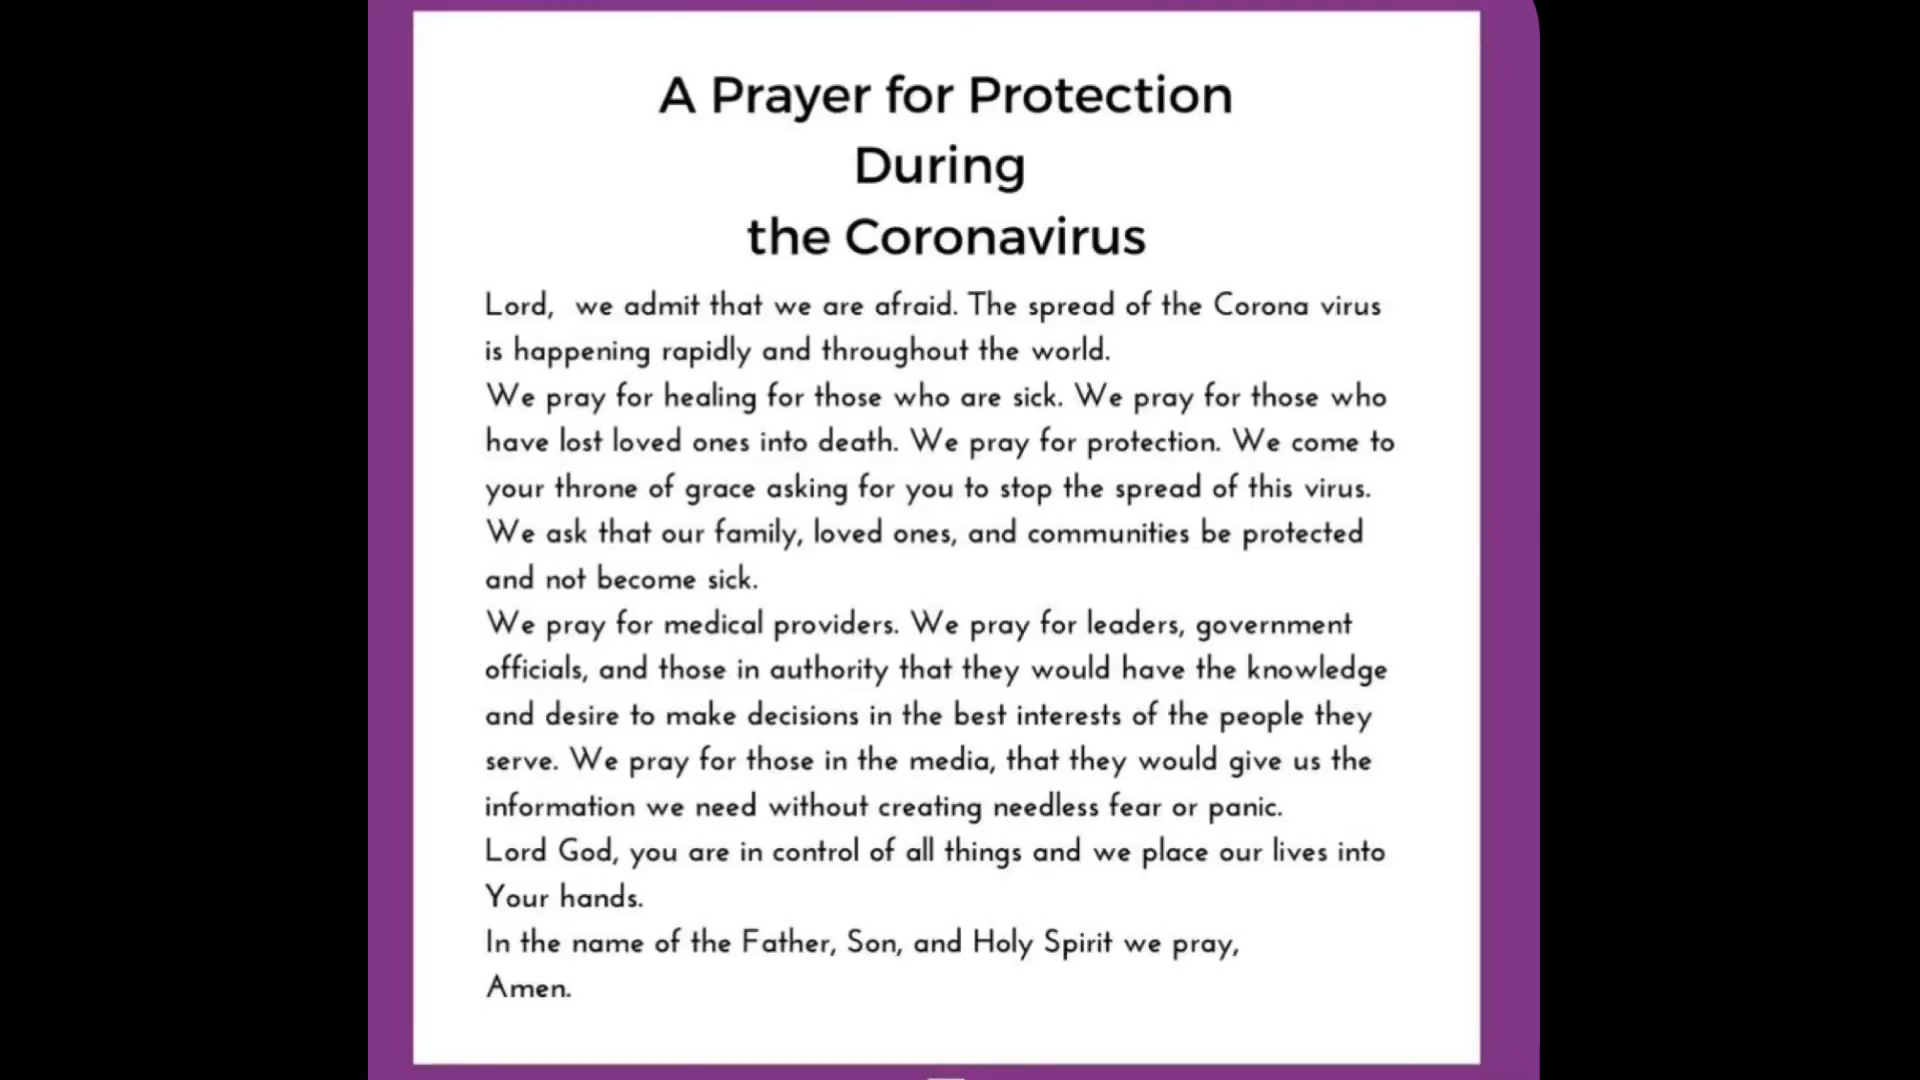 A Prayer for Protection
During
the Coronavirus
Lord, we admit that we are afraid. The spread of the Corona virus
is happening rapidly and throughout the world.
We pray for healing for those who are sick. We pray for those who
have lost loved ones into death. We pray for protection. We come to
your throne of grace asking for you to stop the spread of this virus.
We ask that our family, loved ones, and communities be protected
and not become sick.
We pray for medical providers. We pray for leaders, government
officials, and those in authority that they would have the knowledge
and desire to make decisions in the best interests of the people they
serve. We pray for those in the media, that they would give us the
information we need without creating needless fear or panic.
Lord God, you are in control of all things and we place our lives into
Your hands.
In the name of the Father, Son, and Holy Spirit we pray,
Amen.